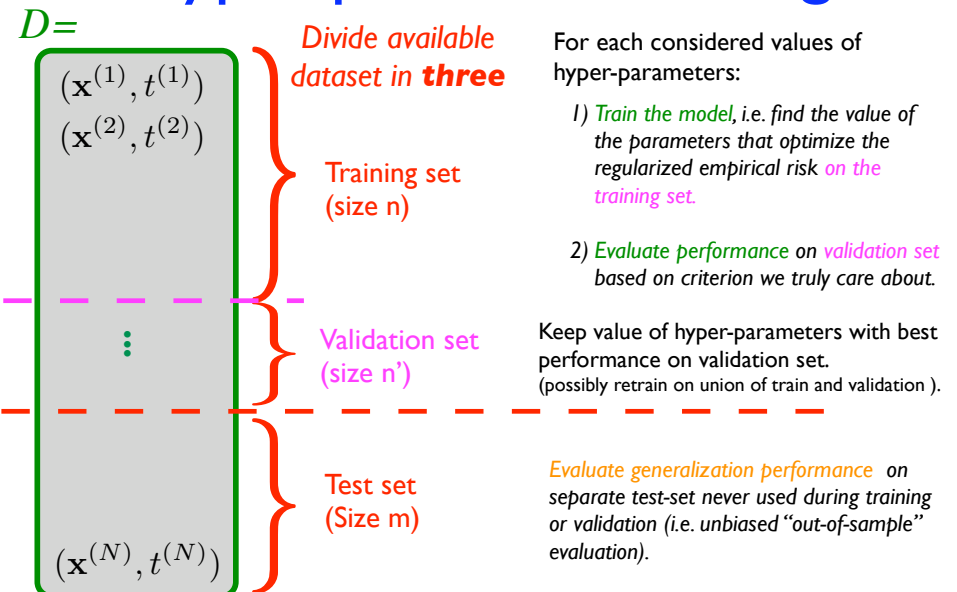 D=
(x^(1), t^(1))
(x^(2), t^(2))
⋮
(x^(N), t^(N))
Divide available
dataset in three
Training set
(size n)
Validation set
(size n’)
Test set
(Size m)
For each considered values of
hyper-parameters:
1) Train the model, i.e. find the value of
the parameters that optimize the
regularized empirical risk on the
training set.
2) Evaluate performance on validation set
based on criterion we truly care about.
Keep value of hyper-parameters with best
performance on validation set.
(possibly retrain on union of train and validation ).
Evaluate generalization performance on
separate test-set never used during training
or validation (i.e. unbiased “out-of-sample”
evaluation).